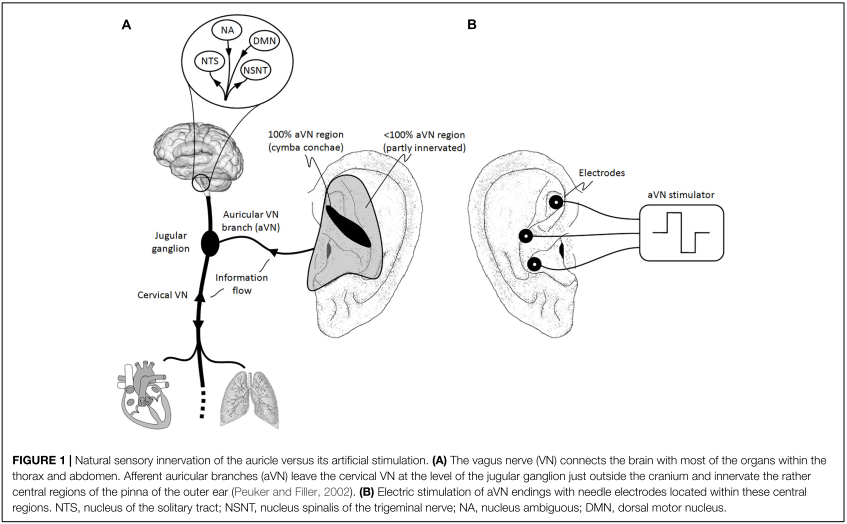 A
B
NA
DMN
NTS
NSNT
100% aVN region
(cymba conchae)
<100% aVN region
(partly innervated)
Electrodes
aVN stimulator
Auricular VN
branch (aVN)
Jugular
ganglion
Information
flow
Cervical VN
FIGURE 1 | Natural sensory innervation of the auricle versus its artificial stimulation. (A) The vagus nerve (VN) connects the brain with most of the organs within the
thorax and abdomen. Afferent auricular branches (aVN) leave the cervical VN at the level of the jugular ganglion just outside the cranium and innervate the rather
central regions of the pinna of the outer ear (Peuker and Filler, 2002). (B) Electric stimulation of aVN endings with needle electrodes located within these central
regions. NTS, nucleus of the solitary tract; NSNT, nucleus spinalis of the trigeminal nerve; NA, nucleus ambiguous; DMN, dorsal motor nucleus.